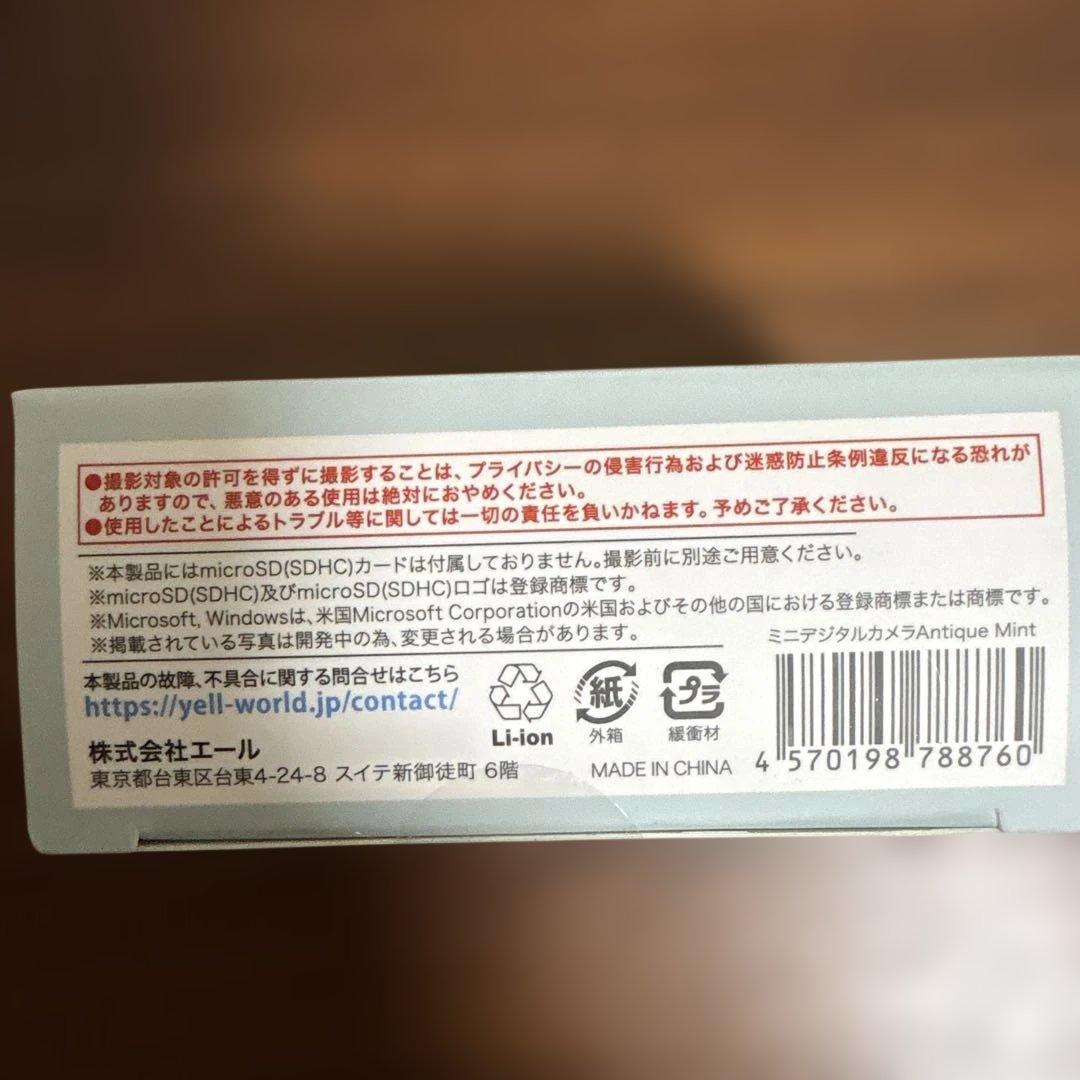 ●撮影対象の許可を得ずに撮影することは、プライバシーの侵害行為および迷惑防止条例違反になる恐れが
ありますので、悪意のある使用は絶対におやめください。
●使用したことによるトラブル等に関しては一切の責任を負いかねます。予めご了承ください。
※本製品にはmicroSD(SDHC)カードは付属しておりません。撮影前に別途ご用意ください。
※microSD(SDHC)及びmicroSD(SDHC)ロゴは登録商標です。
※Microsoft, Windowsは、米国Microsoft Corporationの米国およびその他の国における登録商標または商標です。
※掲載されている写真は開発中の為、変更される場合があります。
ミニデジタルカメラAntique Mint
本製品の故障、不具合に関する問合せはこちら
https://yell-world.jp/contact/
株式会社エール
東京都台東区台東4-24-8 スイテ新御徒町 6階
Li-ion
紙
外箱
プラ
緩衝材
MADE IN CHINA
4 570198 788760